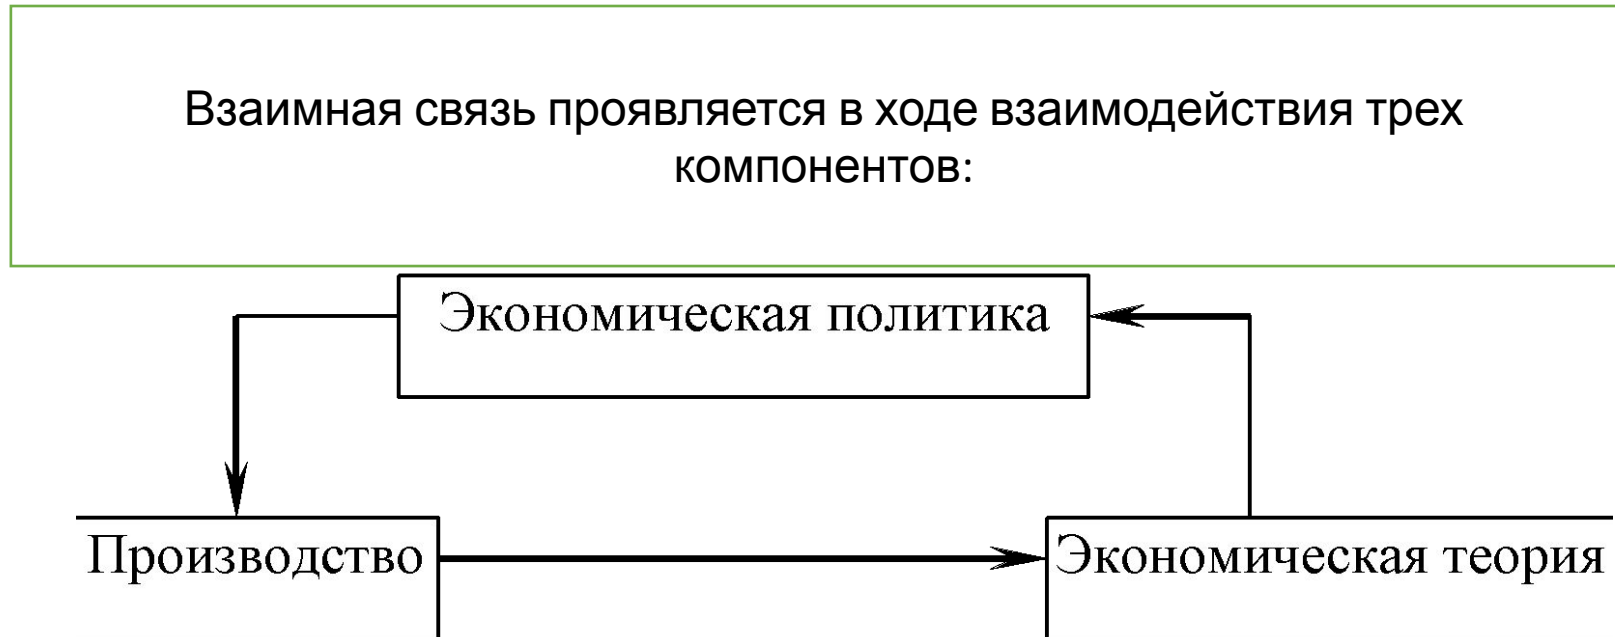 Взаимная связь проявляется в ходе взаимодействия трех
компонентов:
Экономическая политика
Производство
Экономическая теория